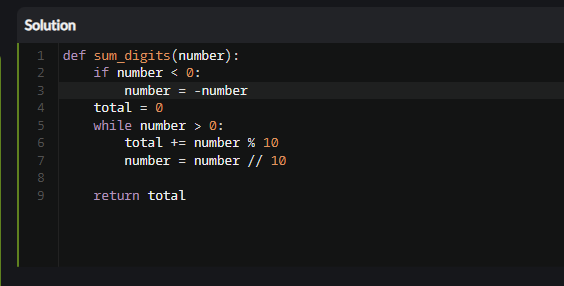 Solution
1 def sum_digits(number):
2     if number < 0:
3         number = -number
4     total = 0
5     while number > 0:
6         total += number % 10
7         number = number // 10
8
9     return total